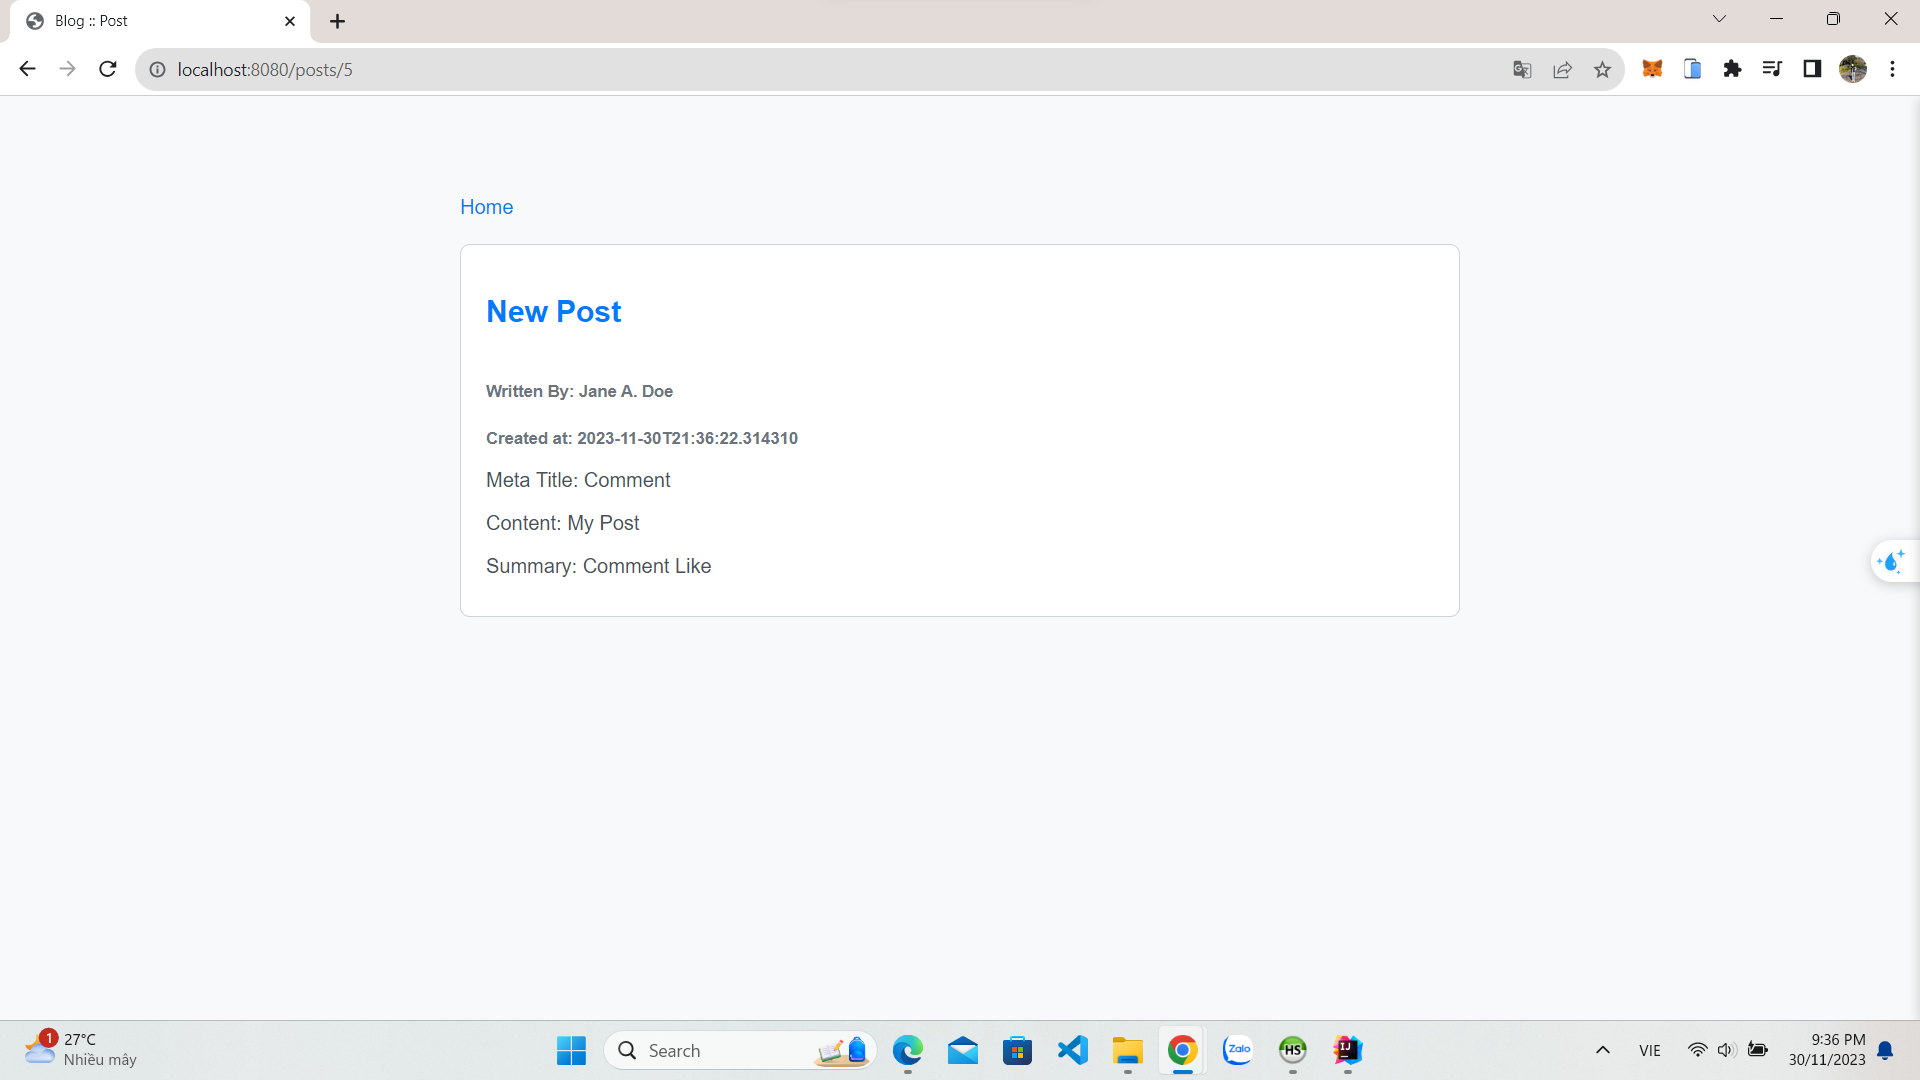 Blog :: Post
localhost:8080/posts/5
Home
New Post
Written By: Jane A. Doe
Created at: 2023-11-30T21:36:22.314310
Meta Title: Comment
Content: My Post
Summary: Comment Like
1
27°C
Nhiều mây
Search
Zalo
HS
IJ
VIE
9:36 PM
30/11/2023